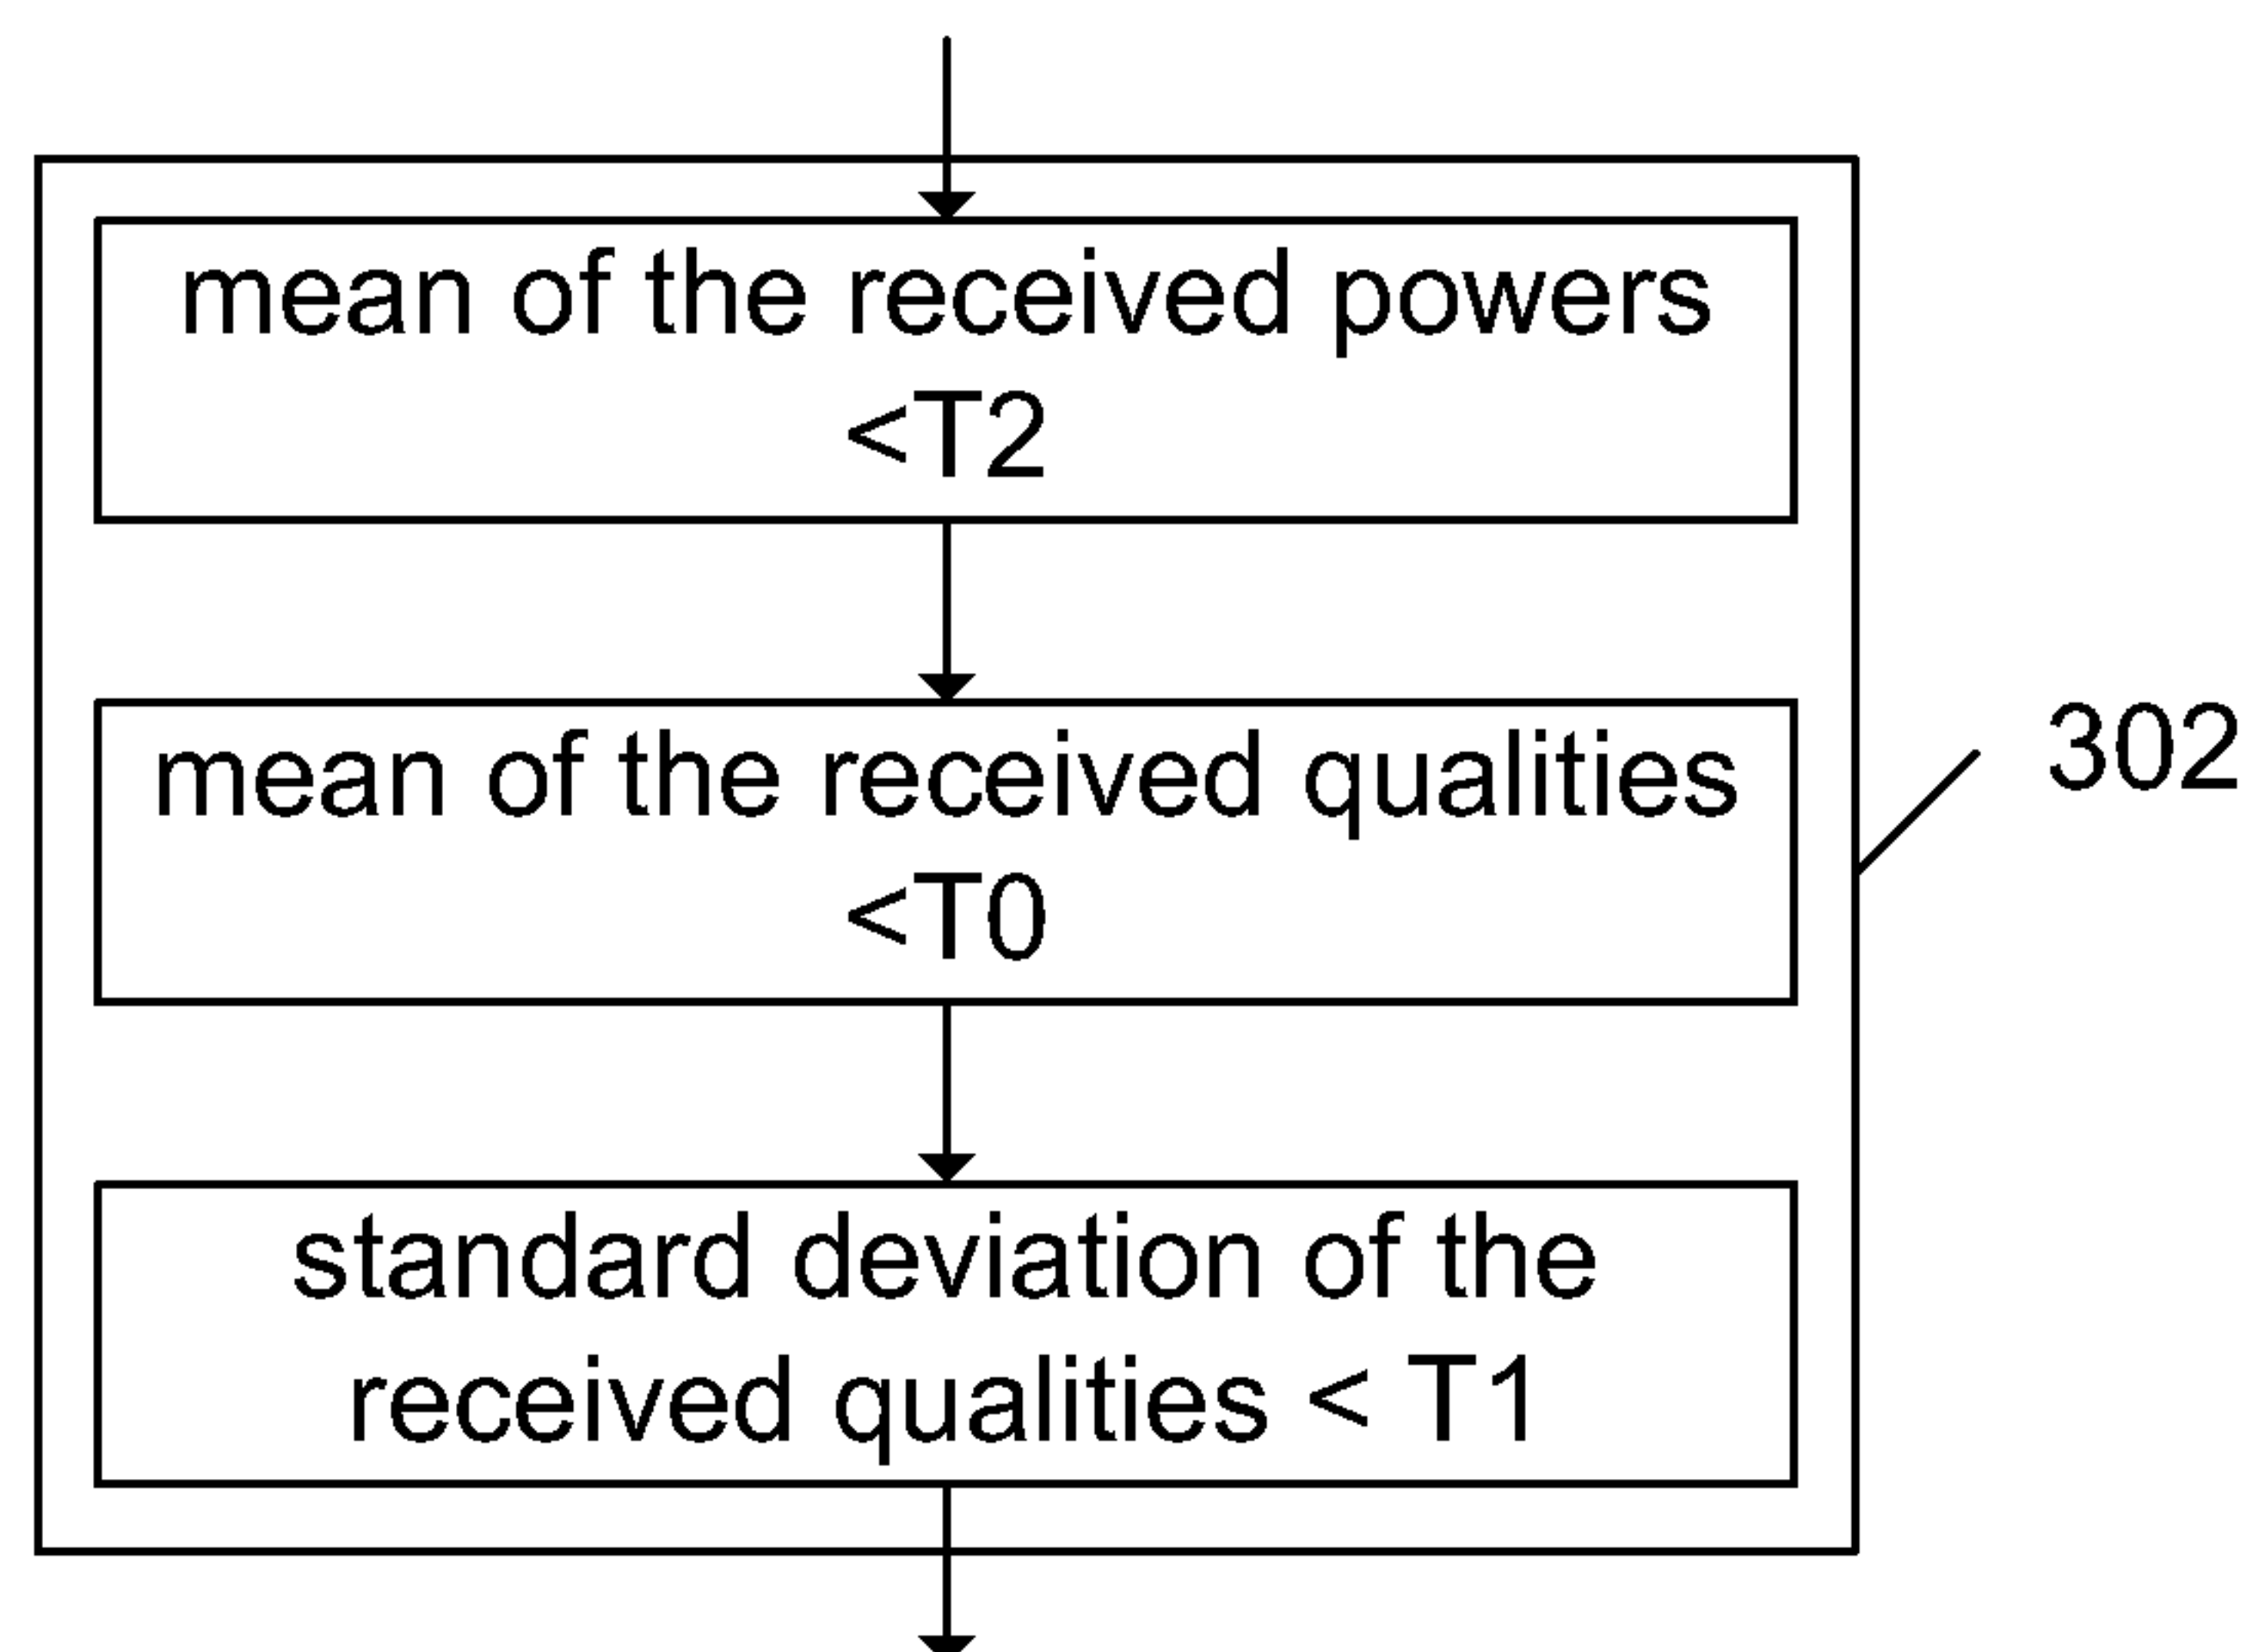 mean of the received powers
<T2
mean of the received qualities
<T0
302
standard deviation of the
received qualities < T1